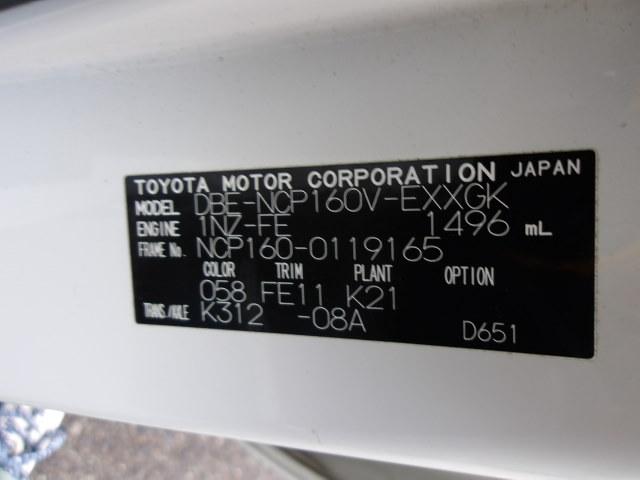 TOYOTA MOTOR CORPORATION JAPAN
MODEL DBE-NCP160V-EXXGK
ENGINE 1NZ-FE 1496 mL
FRAME No. NCP160-0119165
COLOR TRIM PLANT OPTION
058 FE11 K21
TRANS./AXLE K312 -08A D651